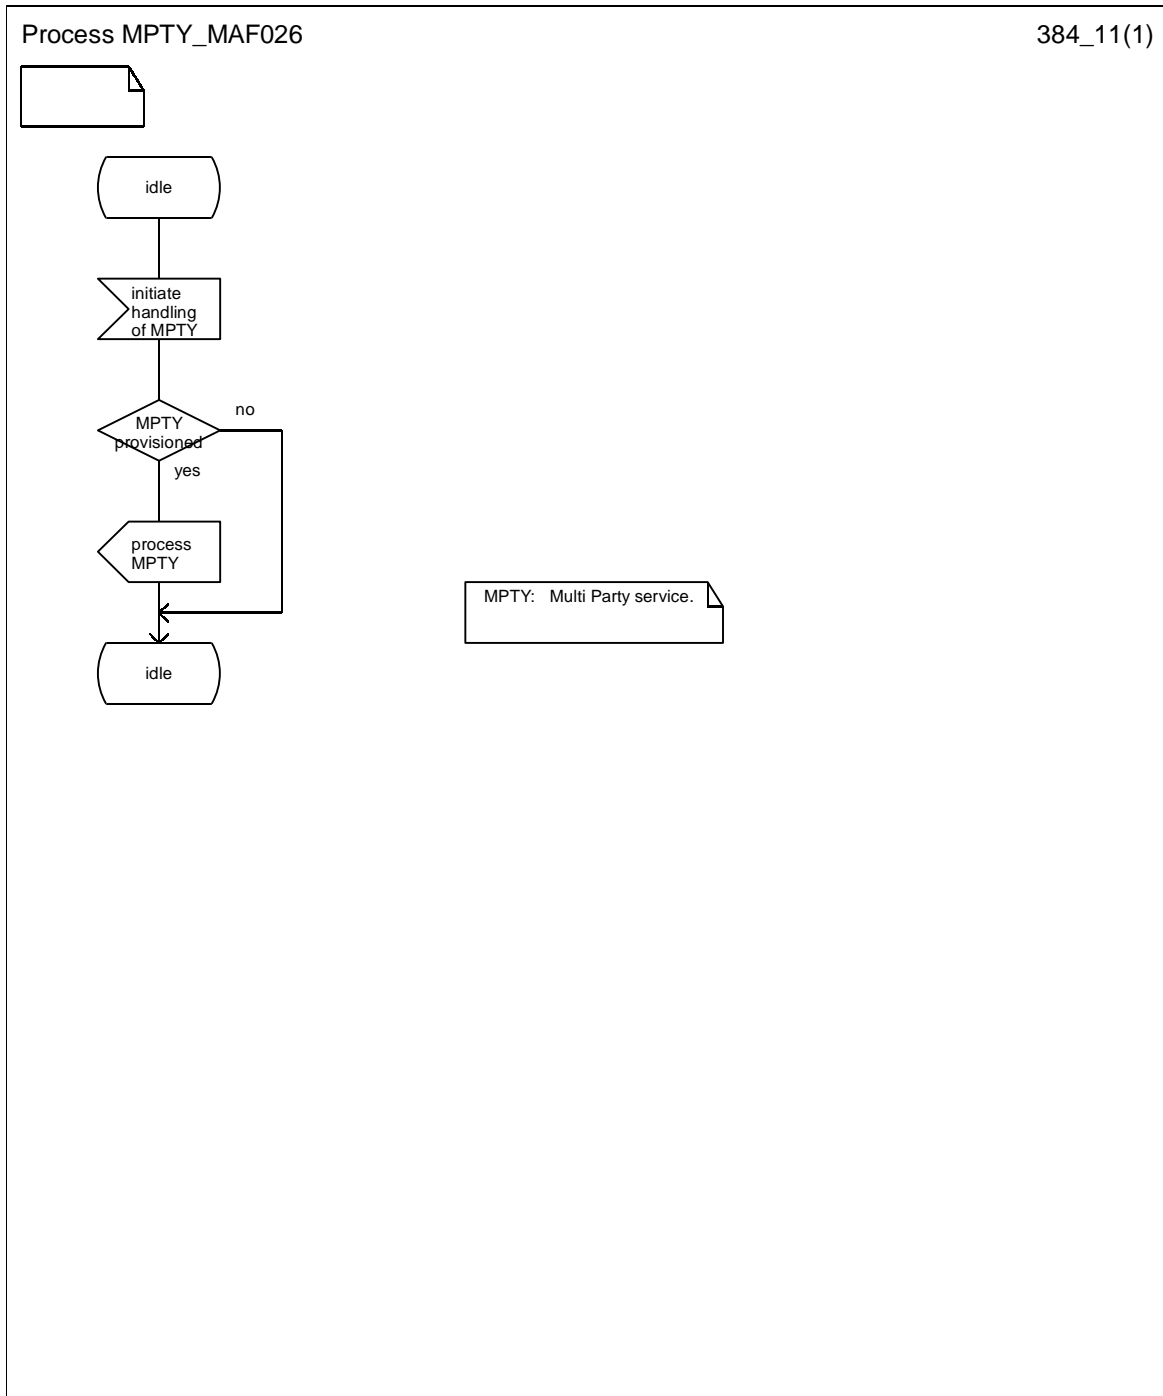 Process MPTY_MAF026
384_11(1)
idle
initiate
handling
of MPTY
MPTY
provisioned
no
yes
process
MPTY
MPTY: Multi Party service.
idle